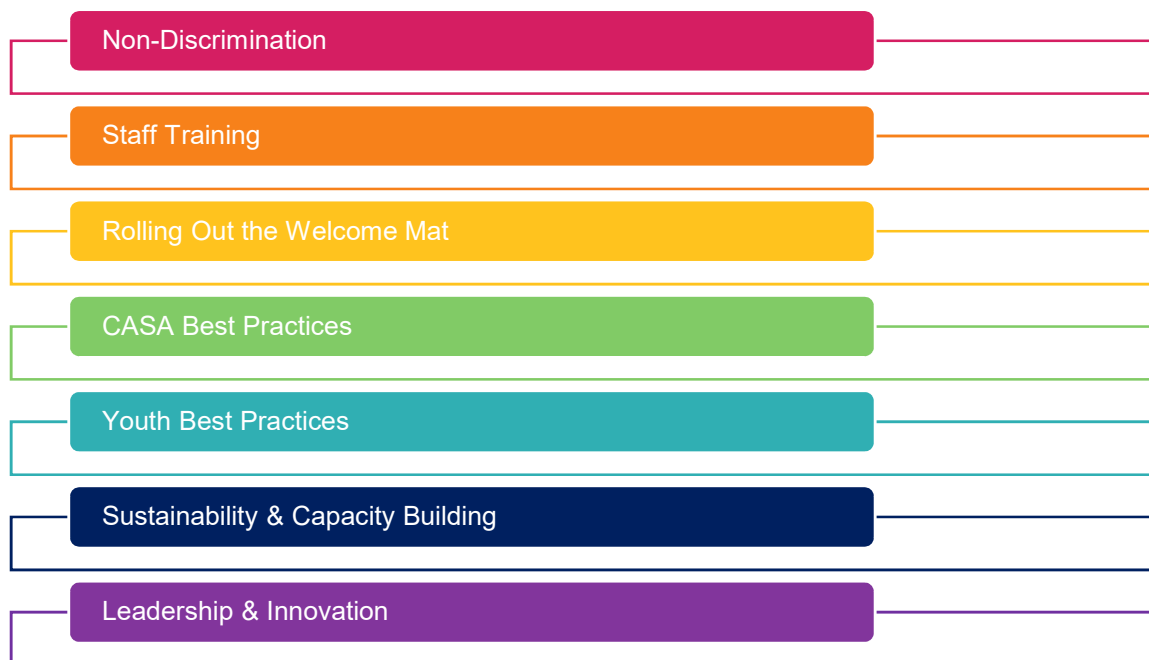 Non-Discrimination
Staff Training
Rolling Out the Welcome Mat
CASA Best Practices
Youth Best Practices
Sustainability & Capacity Building
Leadership & Innovation